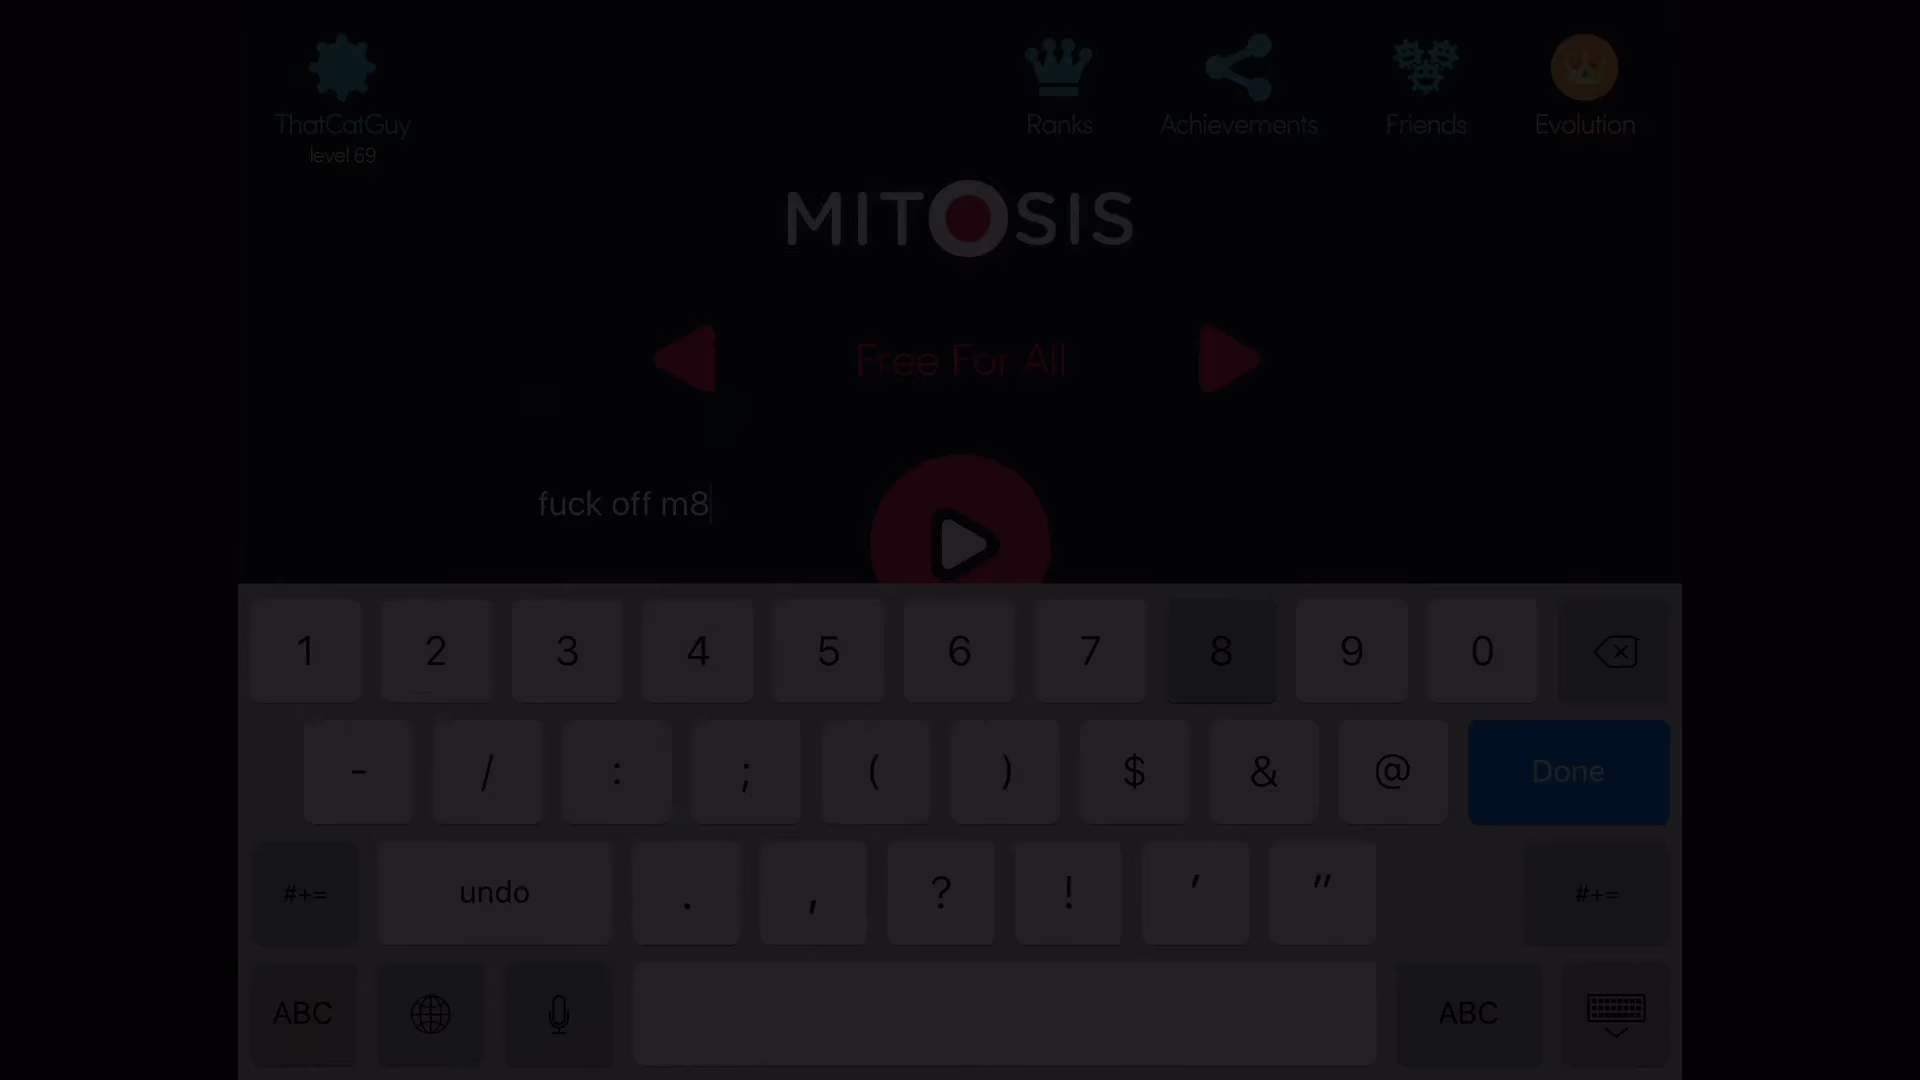 ThatCatGuy
level 69
Ranks
Achievements
Friends
Evolution
MITOSIS
Free For All
fuck off m8
1 2 3 4 5 6 7 8 9 0
- / : ; ( ) $ & @ Done
#+= undo . , ? ! ' " #+=
ABC ABC